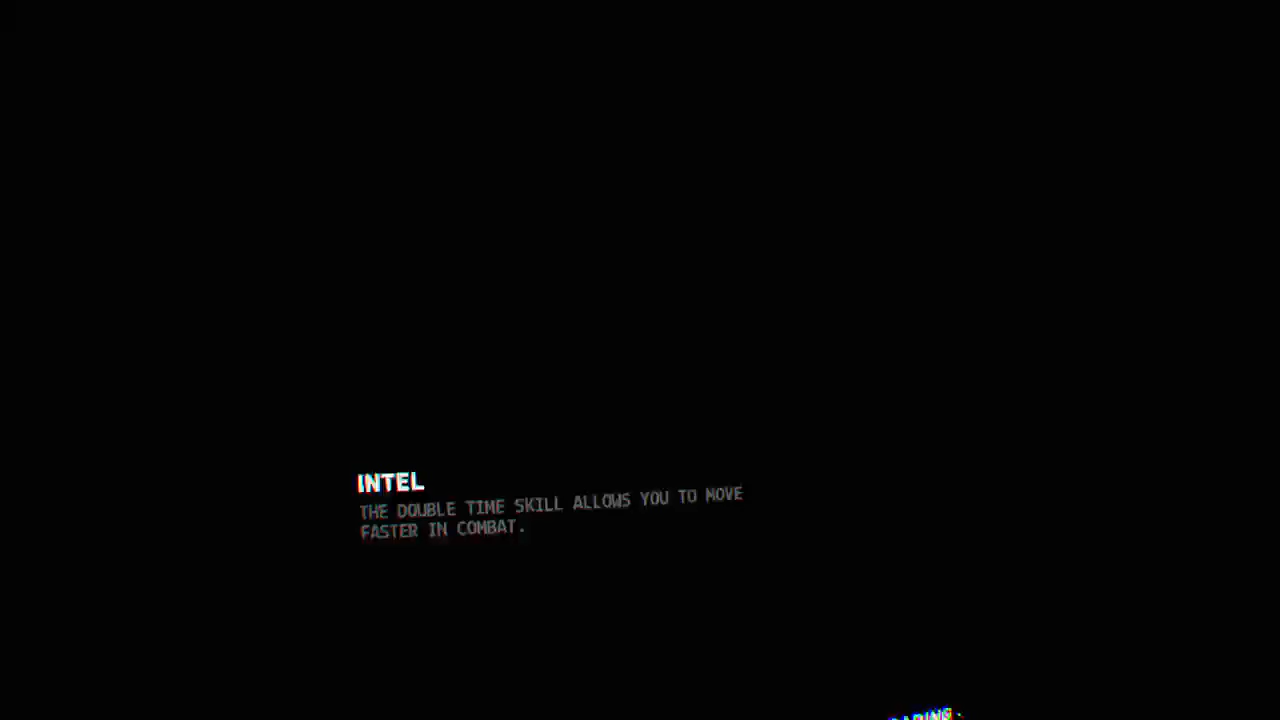 INTEL
THE DOUBLE TIME SKILL ALLOWS YOU TO MOVE
FASTER IN COMBAT.